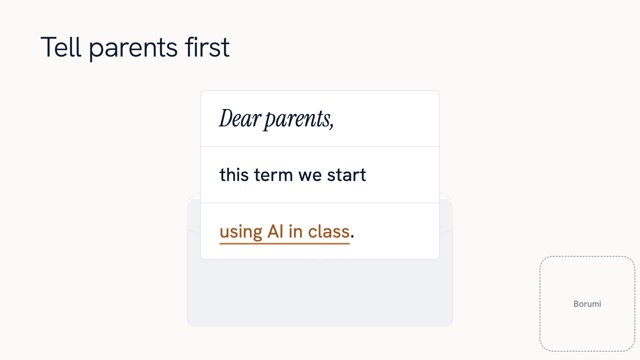 Tell parents first
Dear parents,
this term we start
using AI in class.
Borumi